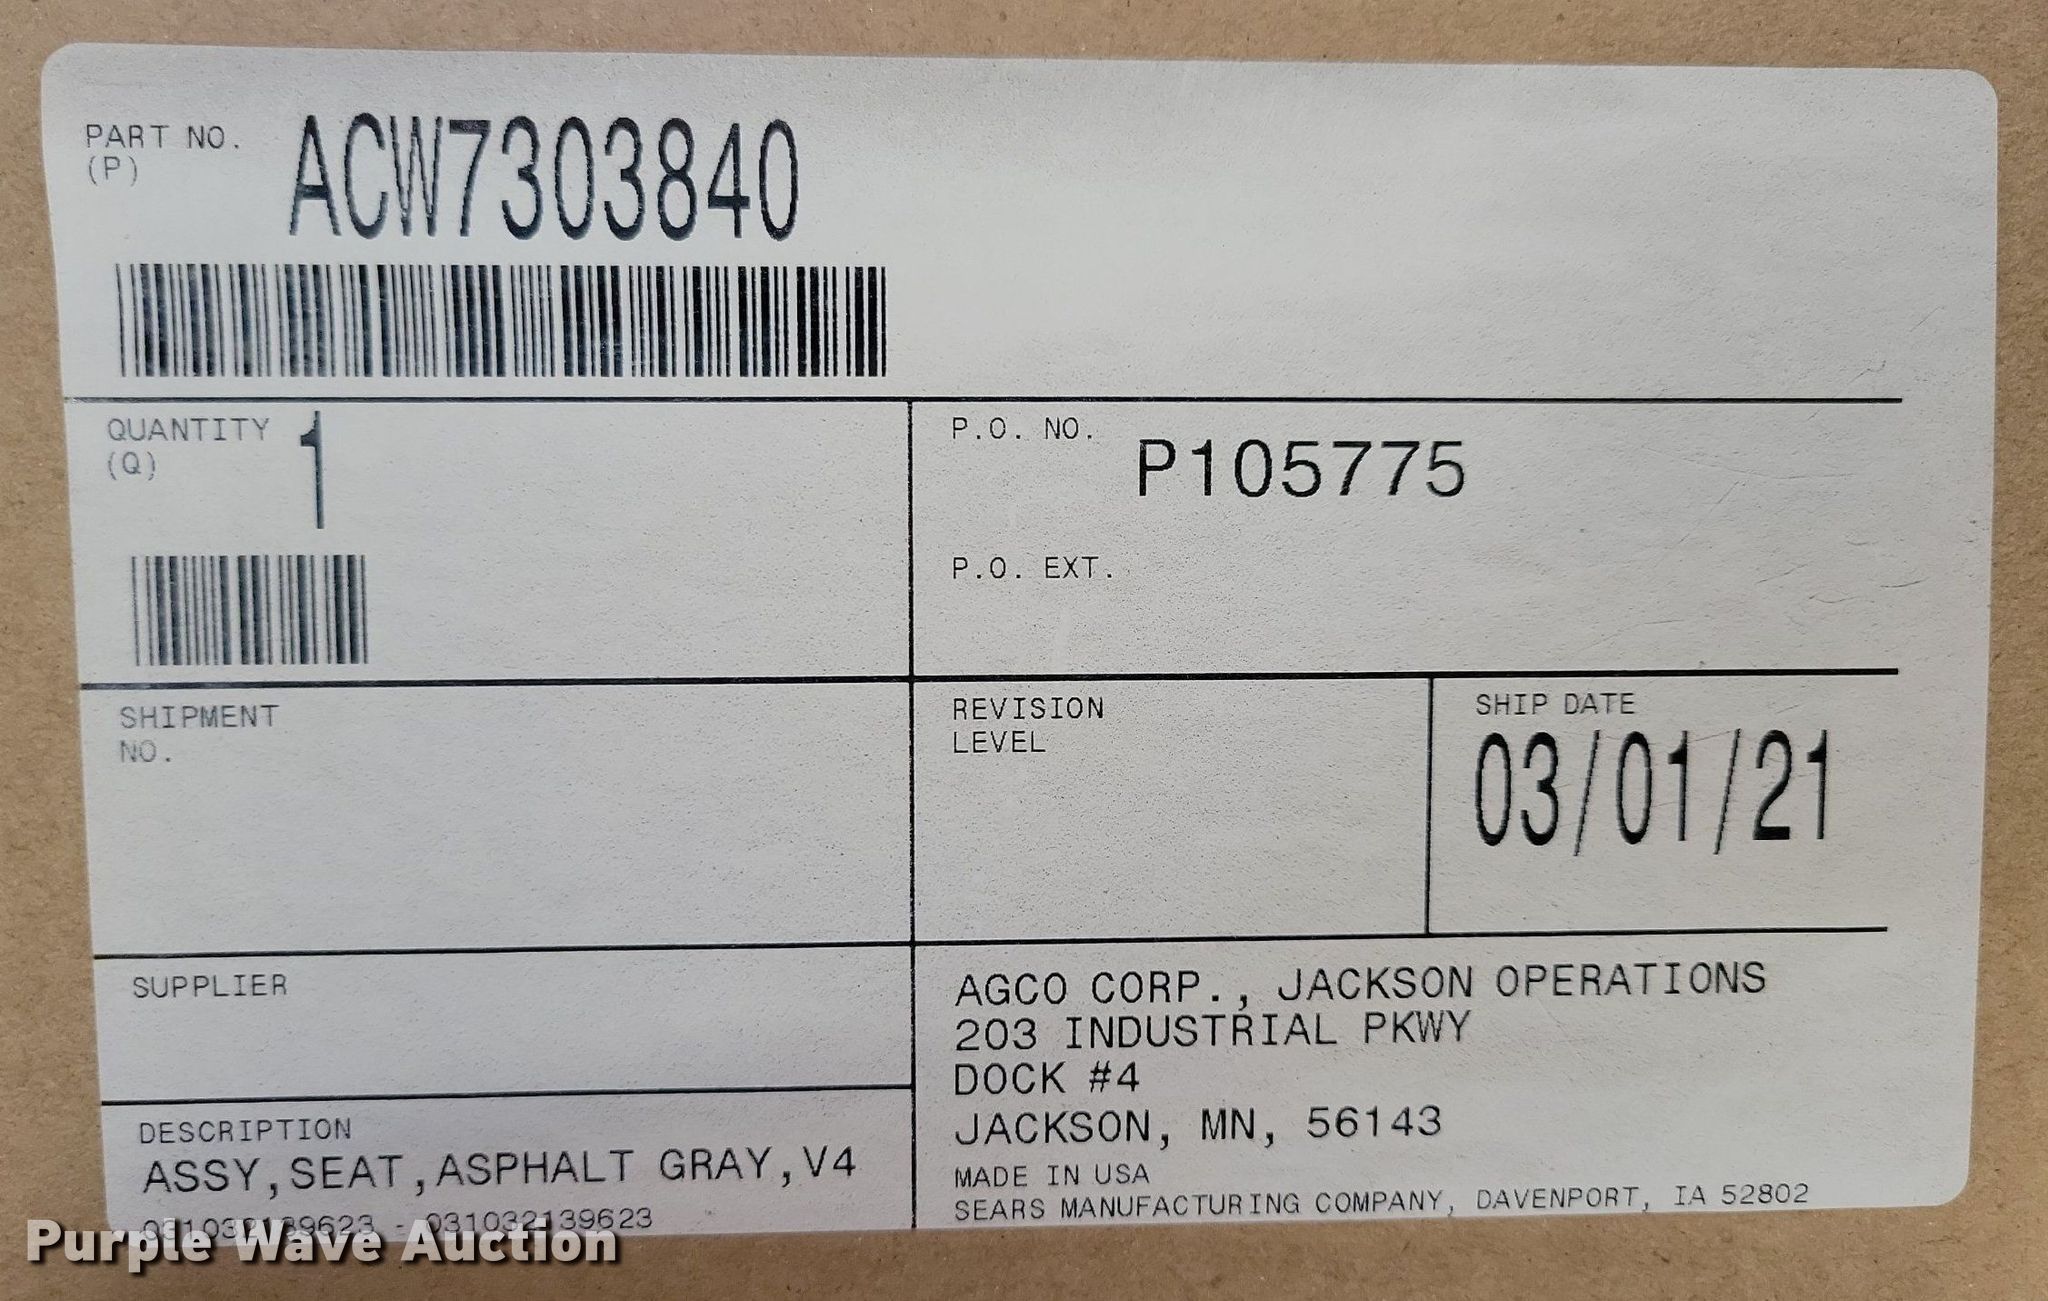 PART NO.
(P)
ACW7303840
QUANTITY
(Q)
1
P.O. NO.
P105775
P.O. EXT.
SHIPMENT
NO.
REVISION
LEVEL
SHIP DATE
03/01/21
SUPPLIER
DESCRIPTION
ASSY,SEAT,ASPHALT GRAY,V4
031032139623 - 031032139623
AGCO CORP., JACKSON OPERATIONS
203 INDUSTRIAL PKWY
DOCK #4
JACKSON, MN, 56143
MADE IN USA
SEARS MANUFACTURING COMPANY, DAVENPORT, IA 52802
Purple Wave Auction